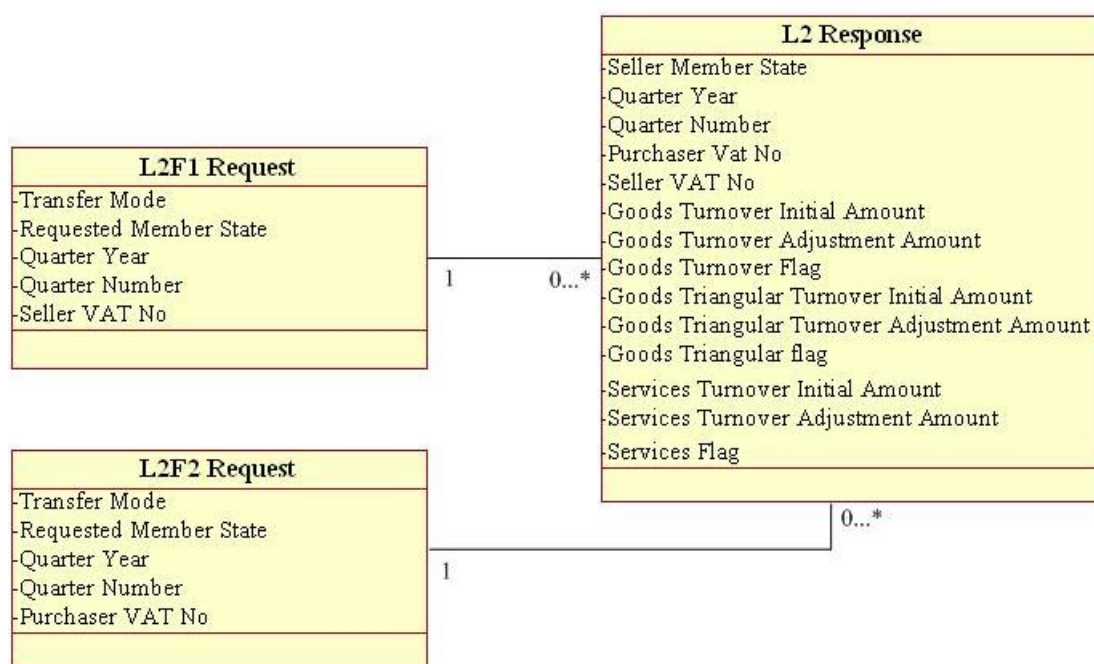 L2 Response
-Seller Member State
-Quarter Year
-Quarter Number
-Purchaser Vat No
-Seller VAT No
-Goods Turnover Initial Amount
-Goods Turnover Adjustment Amount
-Goods Turnover Flag
-Goods Triangular Turnover Initial Amount
-Goods Triangular Turnover Adjustment Amount
-Goods Triangular flag
-Services Turnover Initial Amount
-Services Turnover Adjustment Amount
-Services Flag
L2F1 Request
-Transfer Mode
-Requested Member State
-Quarter Year
-Quarter Number
-Seller VAT No
1
0...*
L2F2 Request
-Transfer Mode
-Requested Member State
-Quarter Year
-Quarter Number
-Purchaser VAT No
1
0...*